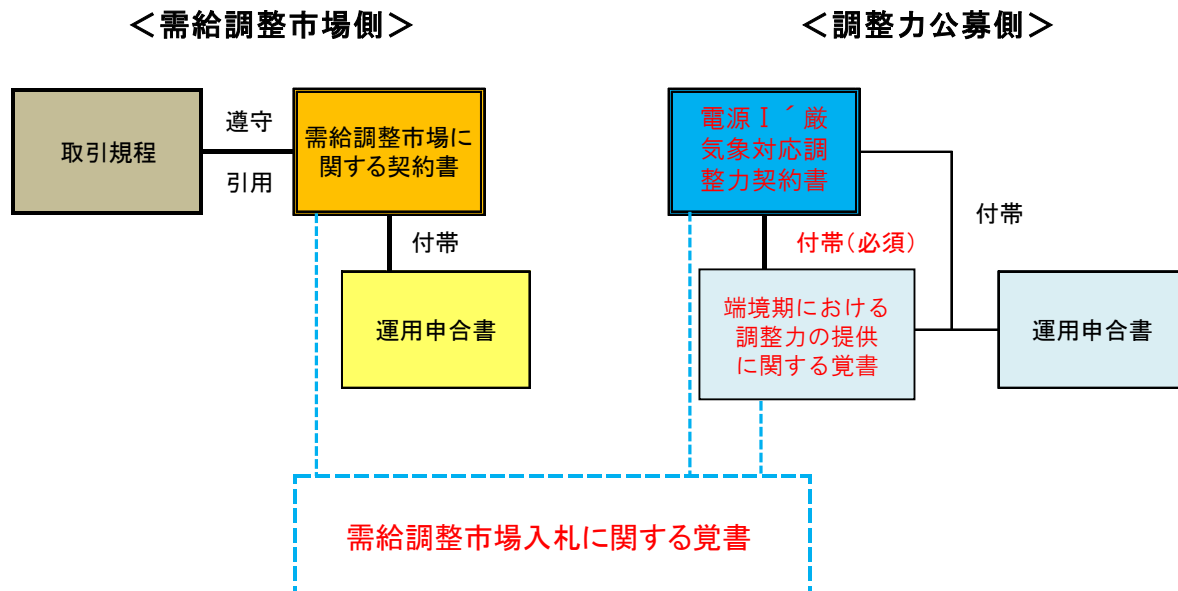 ＜需給調整市場側＞
＜調整力公募側＞
取引規程
遵守
引用
需給調整市場に
関する契約書
付帯
運用申合書
電源Ⅰ´厳
気象対応調
整力契約書
付帯（必須）
付帯
端境期における
調整力の提供
に関する覚書
運用申合書
需給調整市場入札に関する覚書